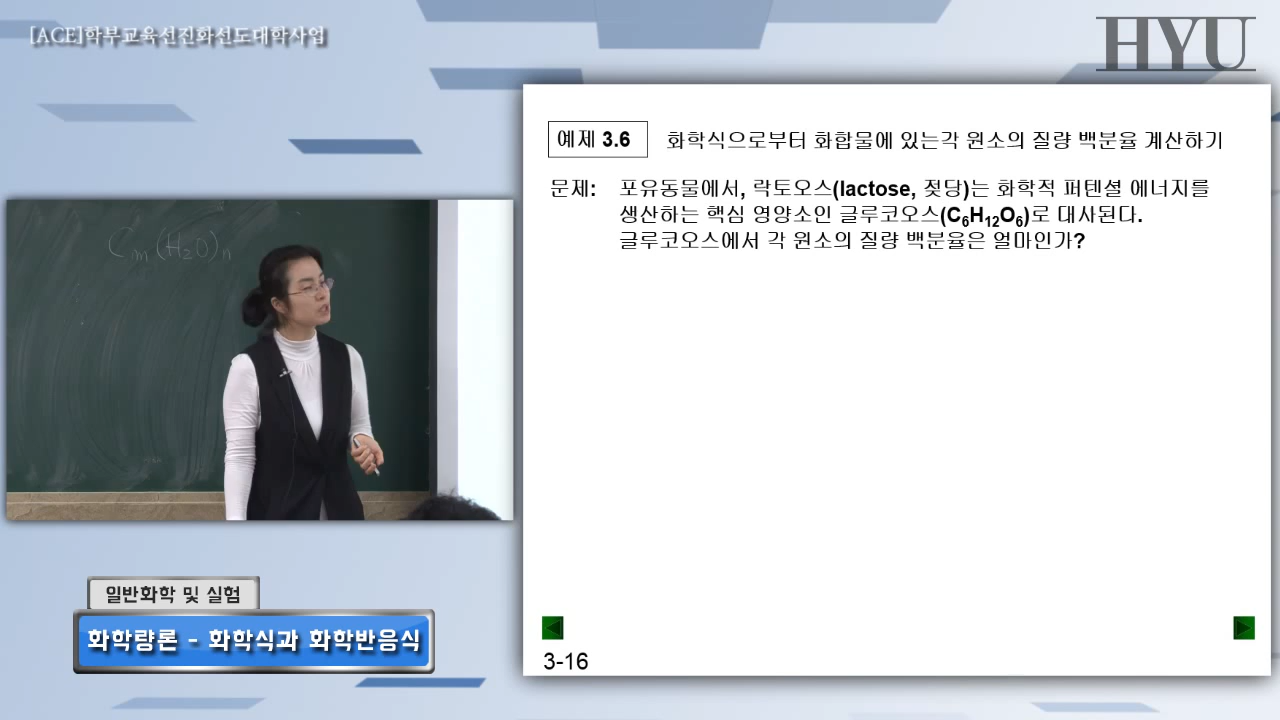 [ACE]학부교육선진화선도대학사업
HYU
C_m(H_2O)_n
일반화학 및 실험
화학량론 - 화학식과 화학반응식
예제 3.6 화학식으로부터 화합물에 있는각 원소의 질량 백분율 계산하기
문제: 포유동물에서, 락토오스(lactose, 젖당)는 화학적 퍼텐셜 에너지를
생산하는 핵심 영양소인 글루코오스(C₆H₁₂O₆)로 대사된다.
글루코오스에서 각 원소의 질량 백분율은 얼마인가?
3-16